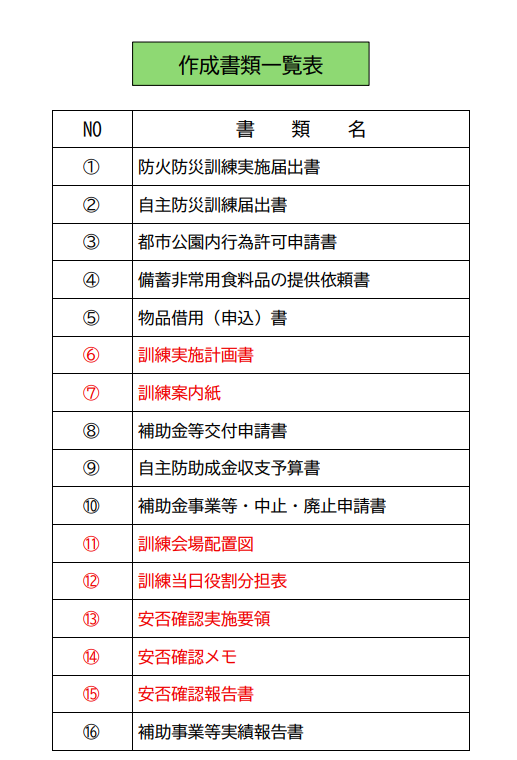 作成書類一覧表
NO 書　類　名
① 防火防災訓練実施届出書
② 自主防災訓練届出書
③ 都市公園内行為許可申請書
④ 備蓄非常用食料品の提供依頼書
⑤ 物品借用（申込）書
⑥ 訓練実施計画書
⑦ 訓練案内紙
⑧ 補助金等交付申請書
⑨ 自主防助成金収支予算書
⑩ 補助金事業等・中止・廃止申請書
⑪ 訓練会場配置図
⑫ 訓練当日役割分担表
⑬ 安否確認実施要領
⑭ 安否確認メモ
⑮ 安否確認報告書
⑯ 補助事業等実績報告書